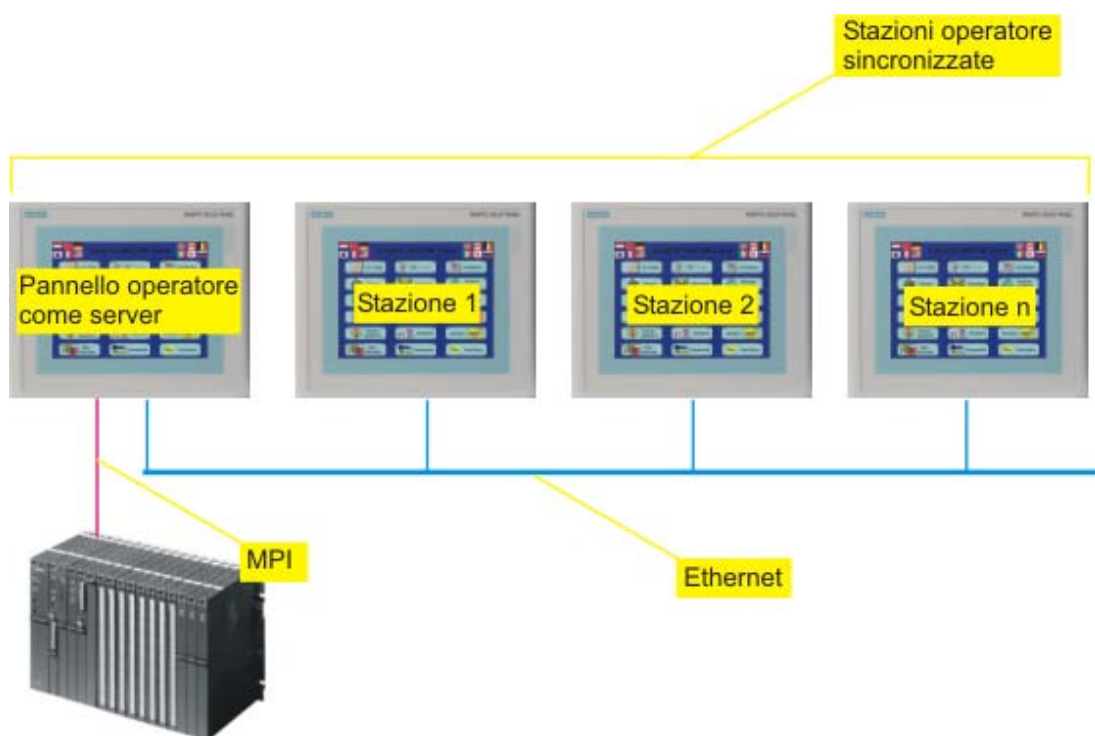 Stazioni operatore
sincronizzate
Pannello operatore
come server
Stazione 1
Stazione 2
Stazione n
MPI
Ethernet